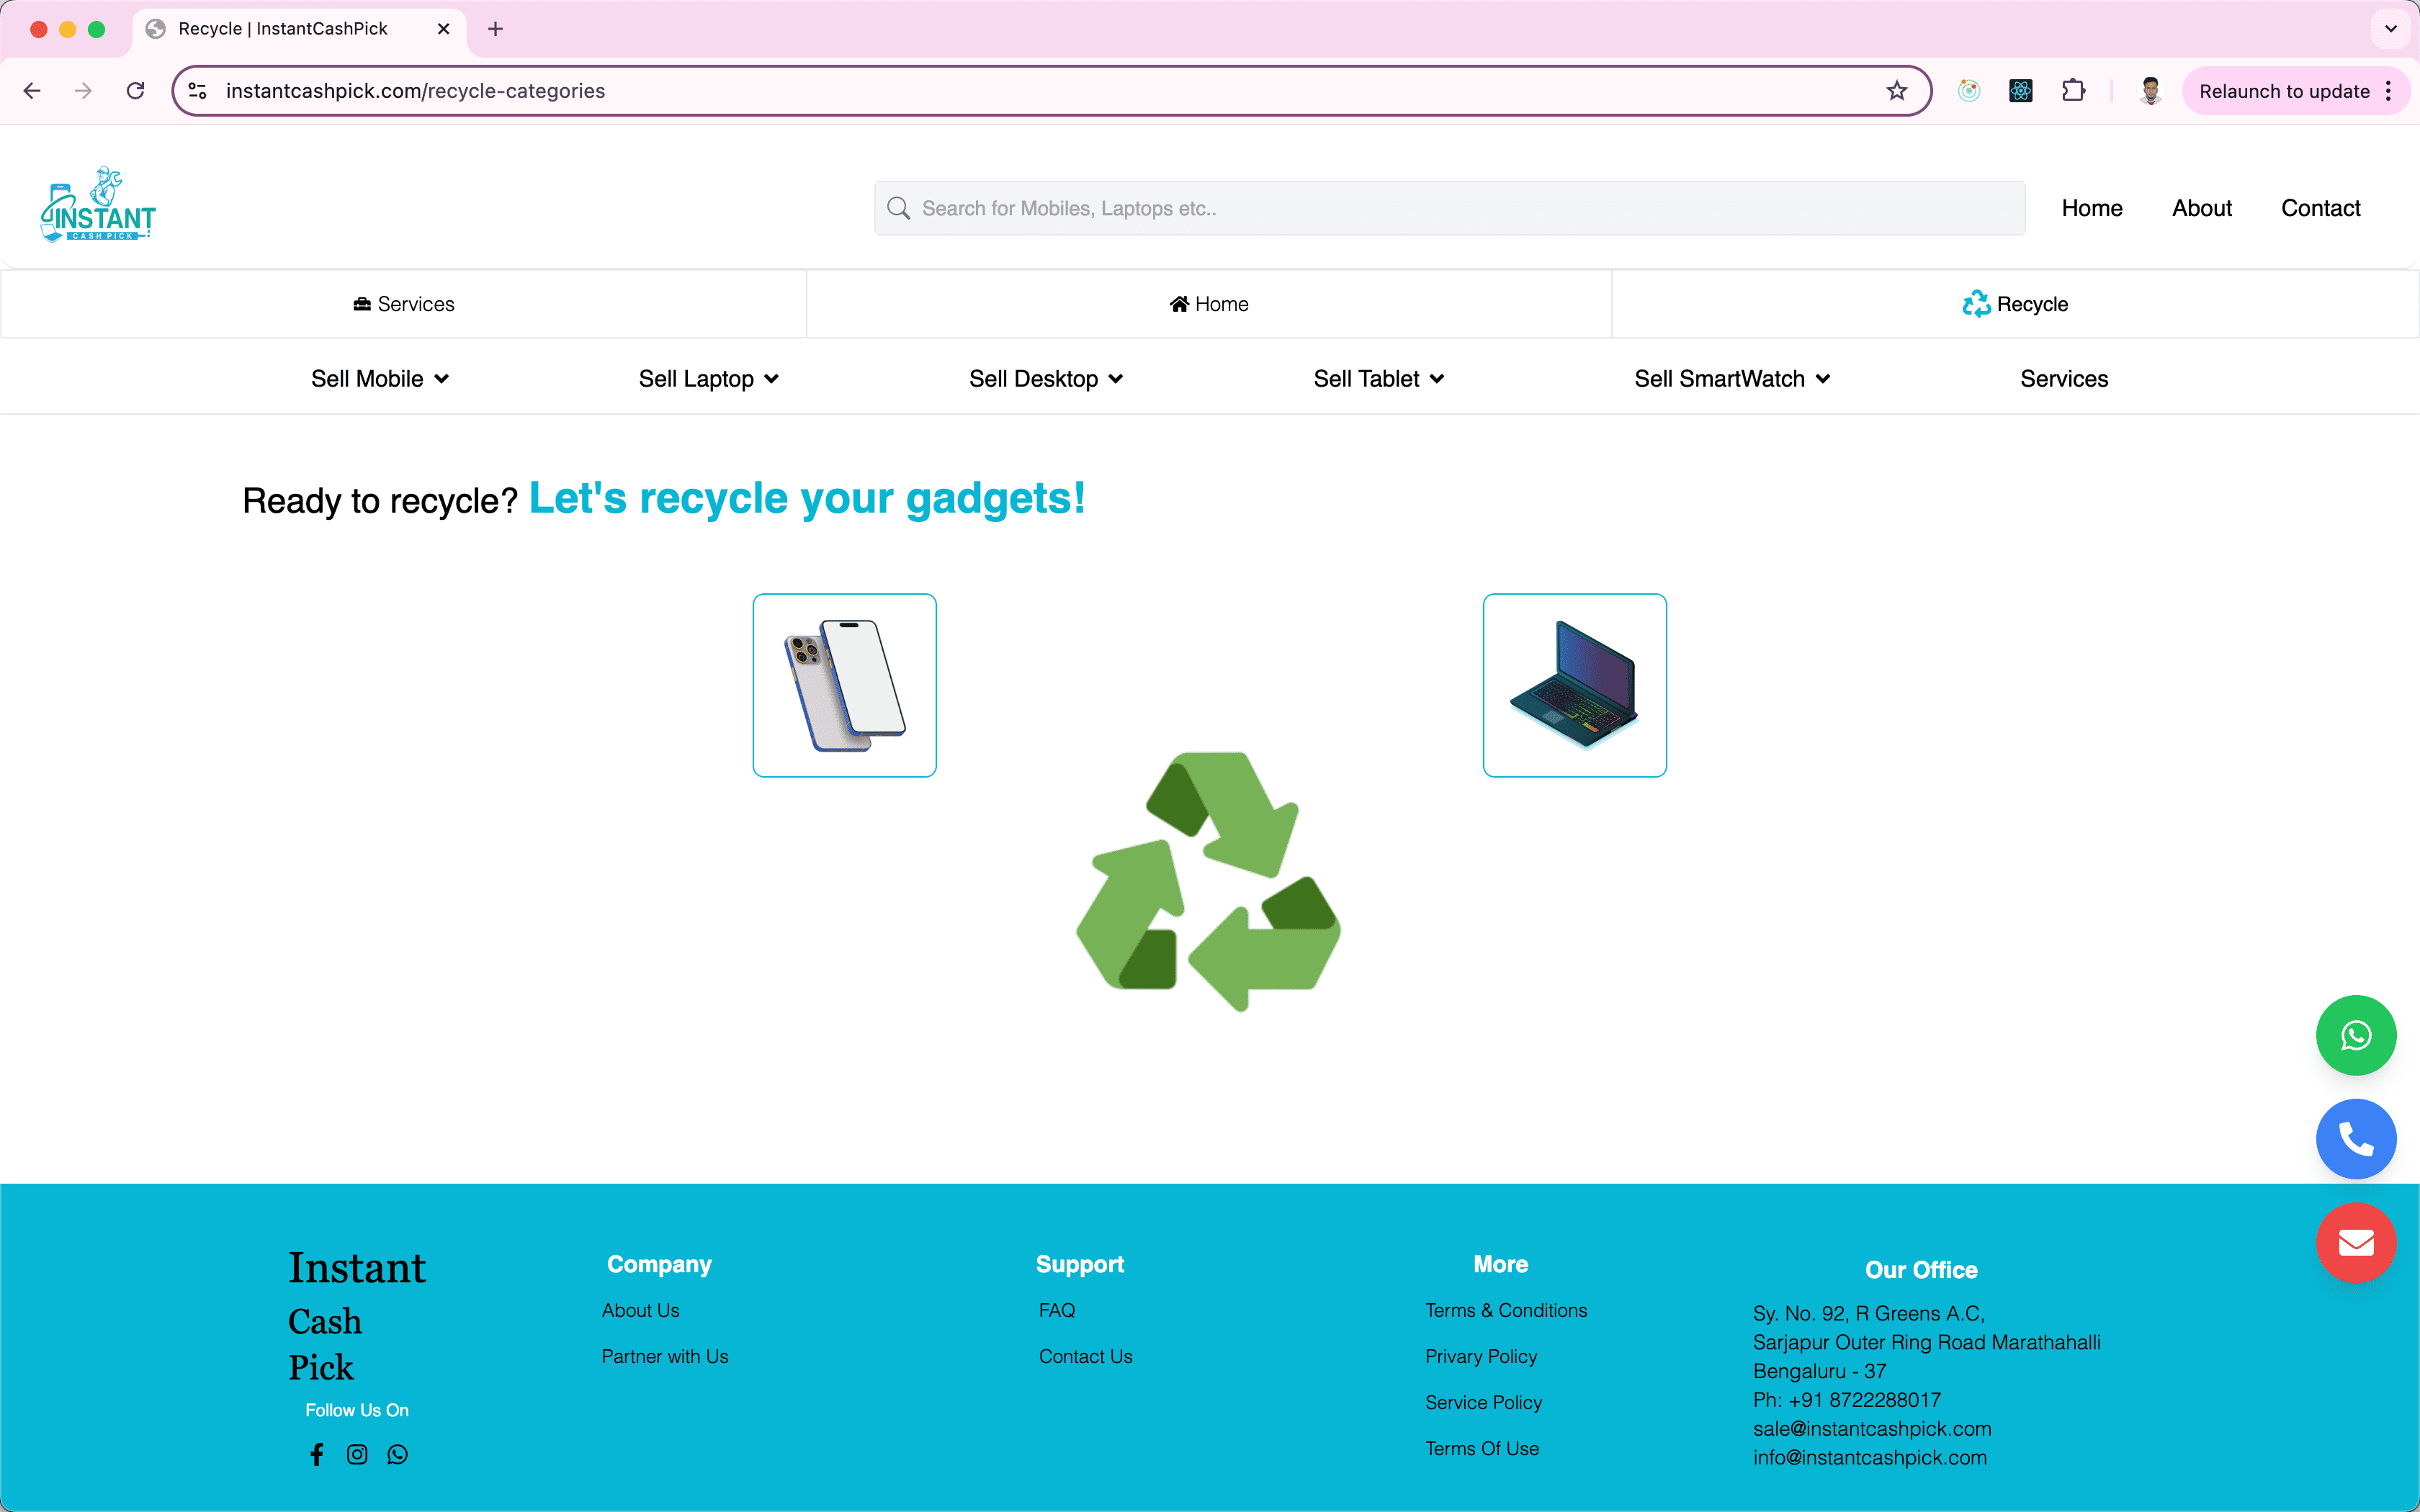 Recycle | InstantCashPick
instantcashpick.com/recycle-categories
Relaunch to update
INSTANT
CASH PICK
Search for Mobiles, Laptops etc..
Home
About
Contact
Services
Home
Recycle
Sell Mobile
Sell Laptop
Sell Desktop
Sell Tablet
Sell SmartWatch
Services
Ready to recycle? Let's recycle your gadgets!
Instant
Cash
Pick
Follow Us On
Company
About Us
Partner with Us
Support
FAQ
Contact Us
More
Terms & Conditions
Privary Policy
Service Policy
Terms Of Use
Our Office
Sy. No. 92, R Greens A.C,
Sarjapur Outer Ring Road Marathahalli
Bengaluru - 37
Ph: +91 8722288017
sale@instantcashpick.com
info@instantcashpick.com